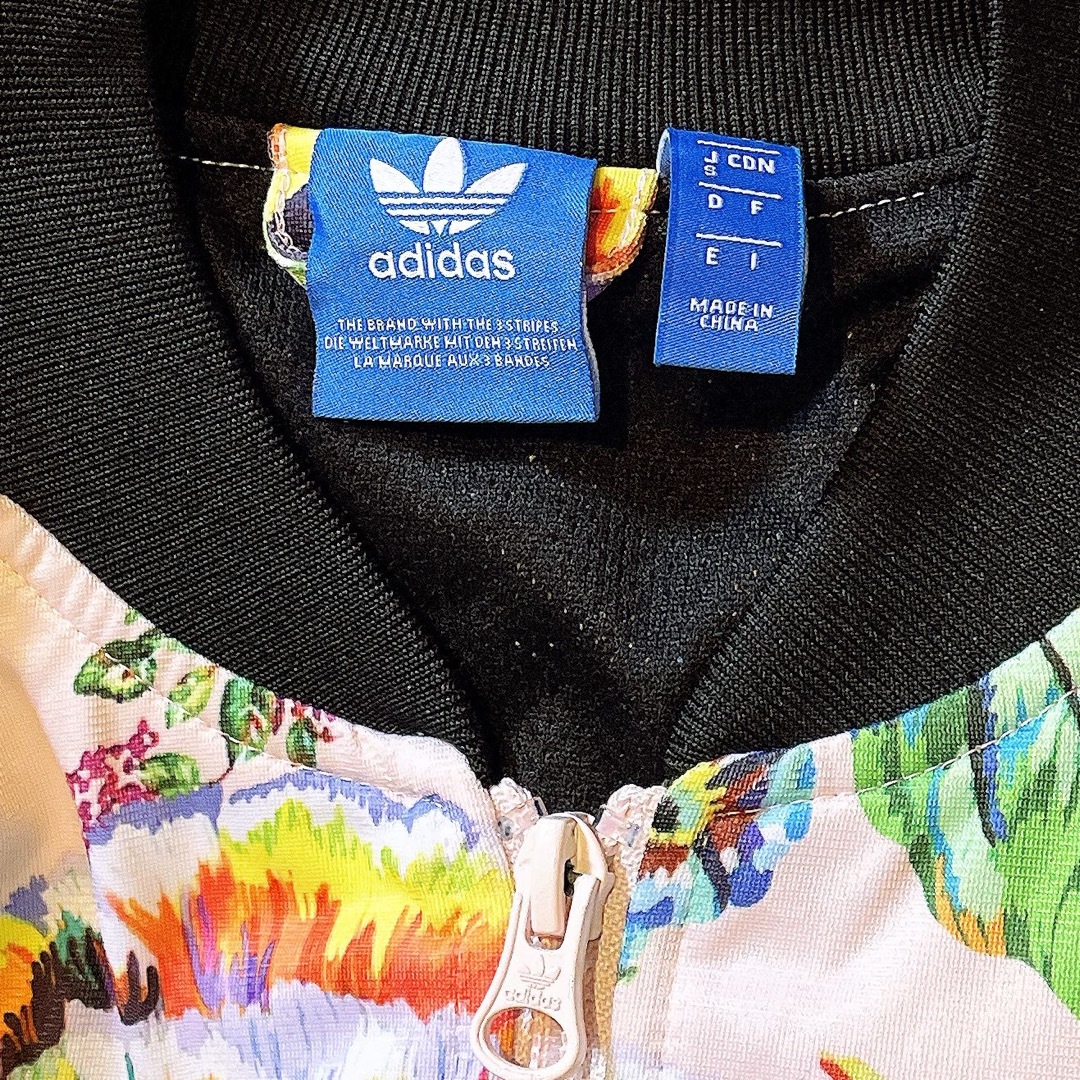 adidas
THE BRAND WITH THE 3 STRIPES
DIE WELTMARKE MIT DEN 3 STREIFEN
LA MARQUE AUX 3 BANDES
J CDN
S
D F
E I
MADE IN
CHINA
adidas